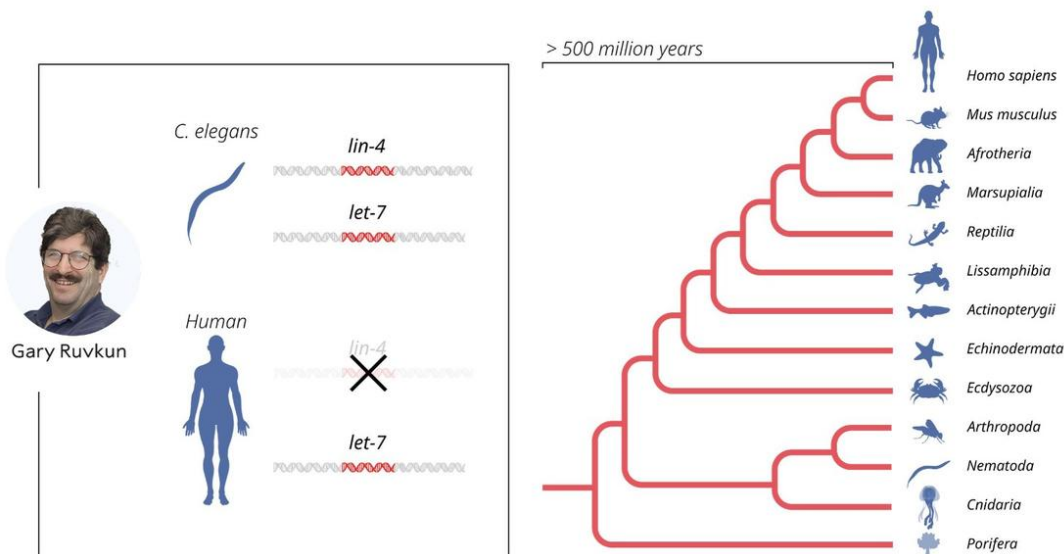 > 500 million years
C. elegans
lin-4
let-7
Gary Ruvkun
Human
lin-4
let-7
Homo sapiens
Mus musculus
Afrotheria
Marsupialia
Reptilia
Lissamphibia
Actinopterygii
Echinodermata
Ecdysozoa
Arthropoda
Nematoda
Cnidaria
Porifera